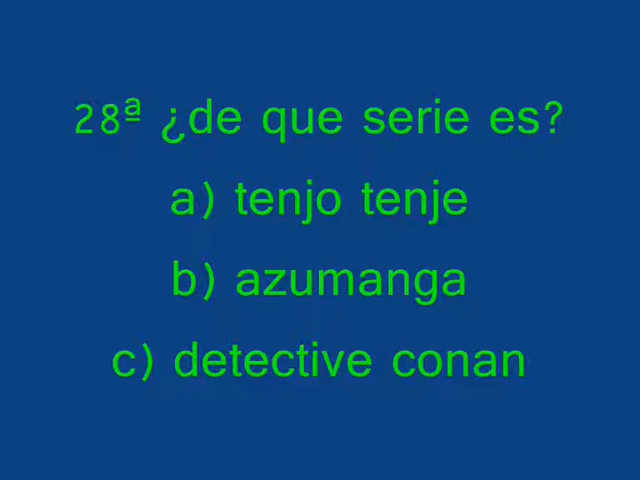 28ª ¿de que serie es?
a) tenjo tenje
b) azumanga
c) detective conan